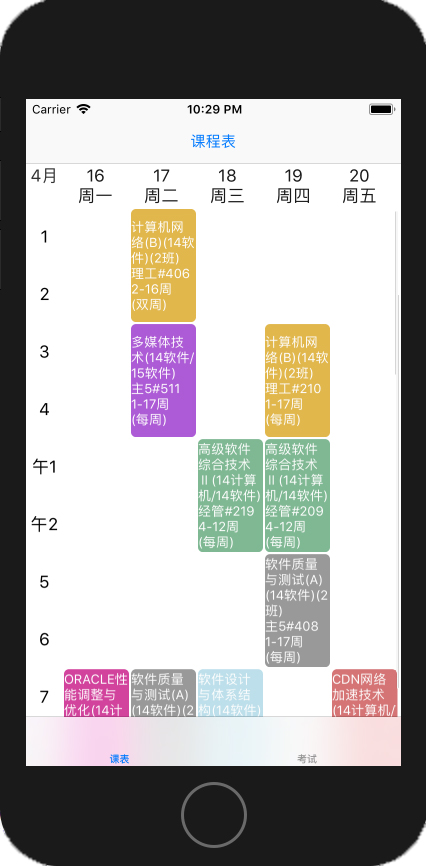 Carrier 10:29 PM
课程表
4月 16 17 18 19 20
周一 周二 周三 周四 周五
1
2
计算机网
络(B)(14软
件)(2班)
理工#406
2-16周
(双周)
3
4
多媒体技
术(14软件/
15软件)
主5#511
1-17周
(每周)
计算机网
络(B)(14软
件)(2班)
理工#210
1-17周
(每周)
午1
午2
高级软件
综合技术
Ⅱ(14计算
机/14软件)
经管#219
4-12周
(每周)
高级软件
综合技术
Ⅱ(14计算
机/14软件)
经管#209
4-12周
(每周)
5
6
软件质量
与测试(A)
(14软件)(2
班)
主5#408
1-17周
(每周)
7
ORACLE性
能调整与
优化(14计
软件质量
与测试(A)
(14软件)(2
软件设计
与体系结
构(14软件)
CDN网络
加速技术
(14计算机/
课表 考试